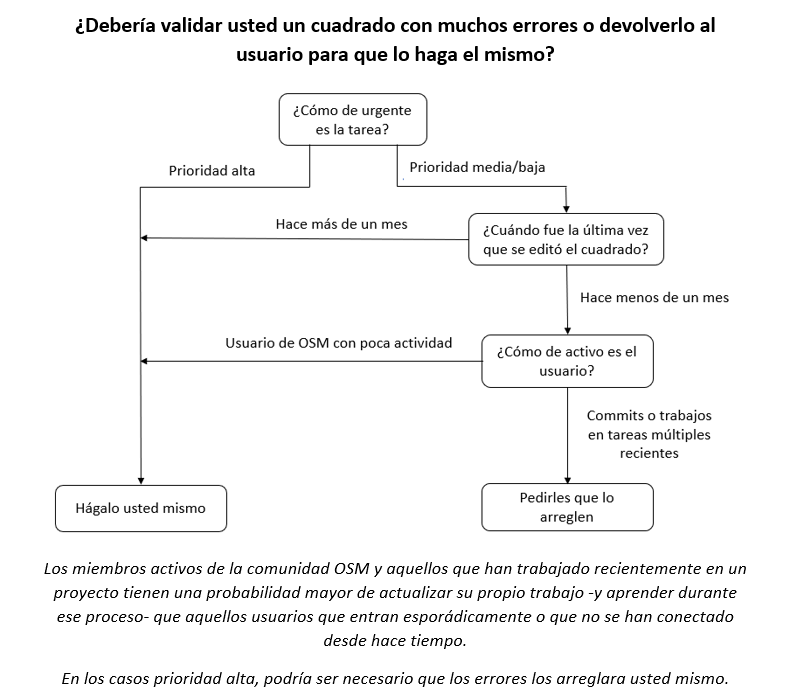 ¿Debería validar usted un cuadrado con muchos errores o devolverlo al
usuario para que lo haga el mismo?
¿Cómo de urgente
es la tarea?
Prioridad alta
Prioridad media/baja
Hace más de un mes
¿Cuándo fue la última vez
que se editó el cuadrado?
Hace menos de un mes
Usuario de OSM con poca actividad
¿Cómo de activo es el
usuario?
Commits o trabajos
en tareas múltiples
recientes
Hágalo usted mismo
Pedirles que lo
arreglen
Los miembros activos de la comunidad OSM y aquellos que han trabajado recientemente en un
proyecto tienen una probabilidad mayor de actualizar su propio trabajo -y aprender durante
ese proceso- que aquellos usuarios que entran esporádicamente o que no se han conectado
desde hace tiempo.
En los casos prioridad alta, podría ser necesario que los errores los arreglara usted mismo.